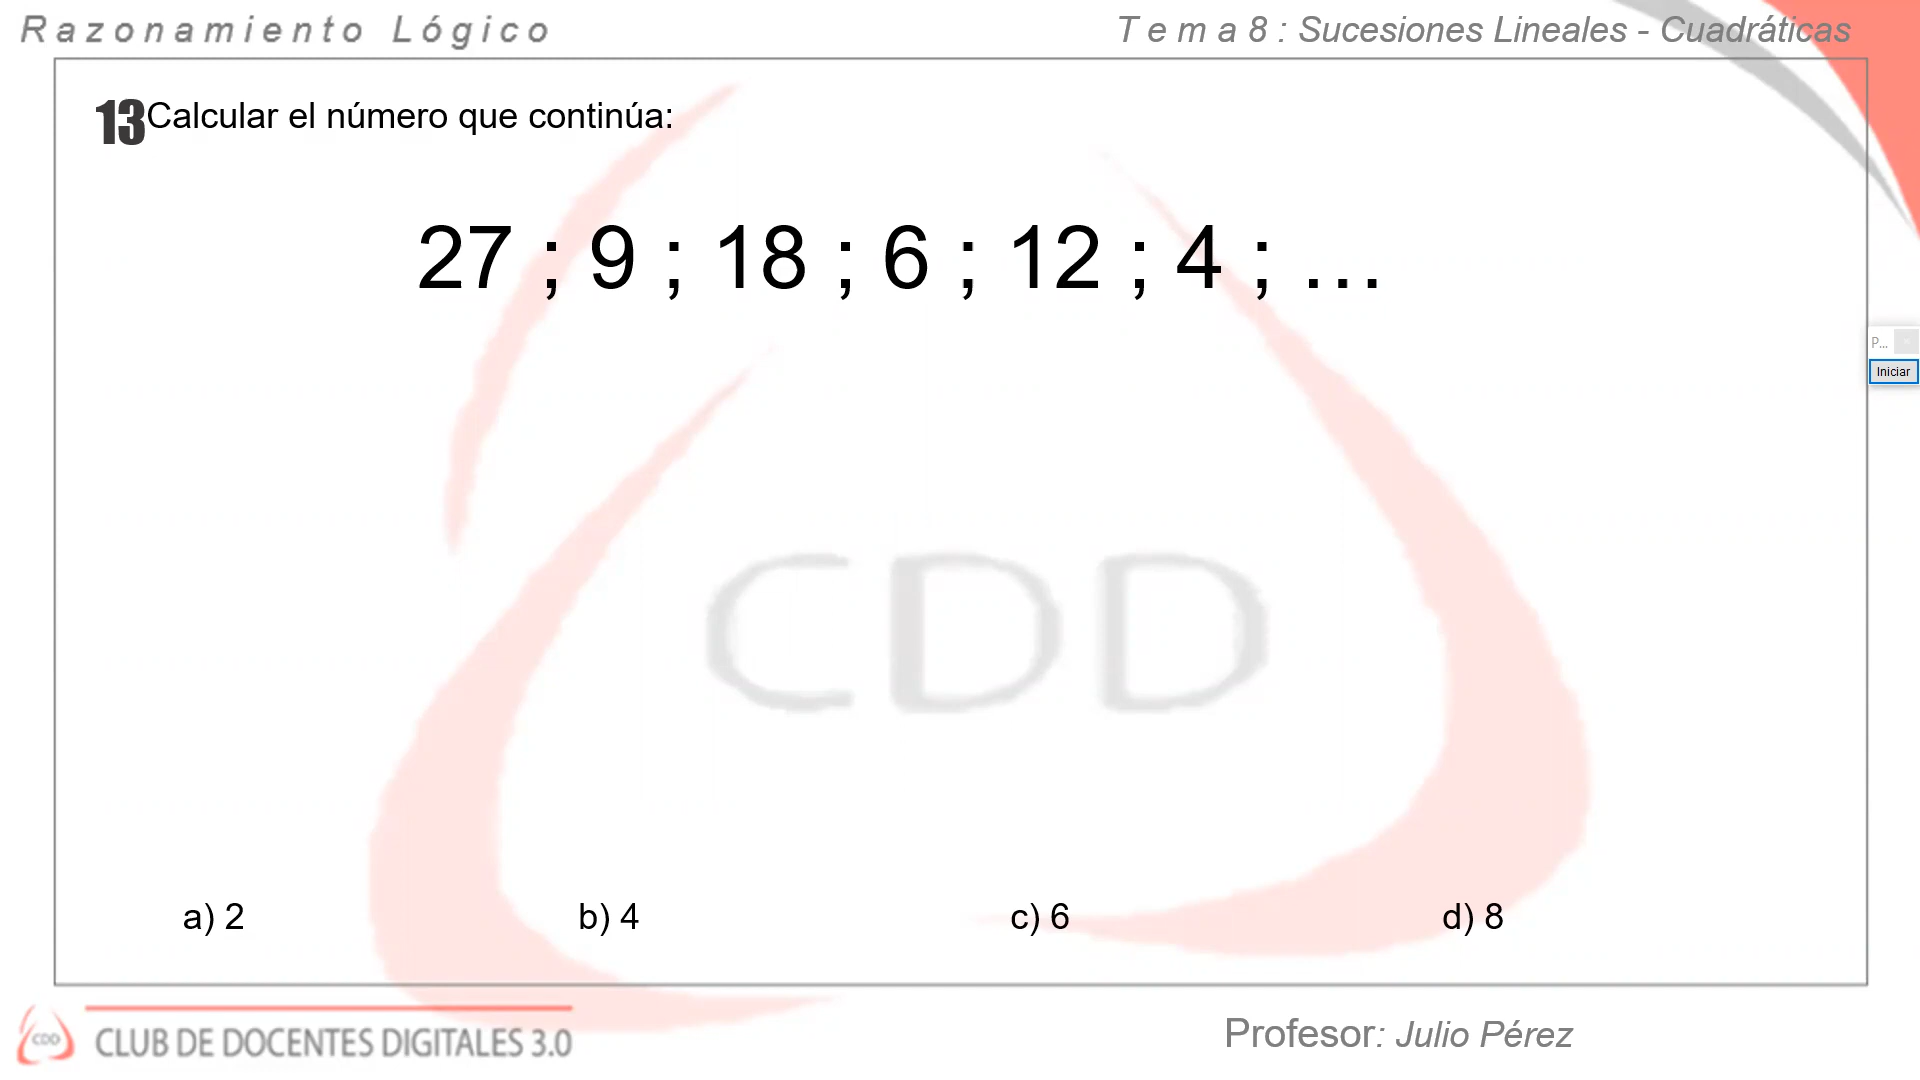 Razonamiento Lógico
Tema 8: Sucesiones Lineales - Cuadráticas
13 Calcular el número que continúa:
27 ; 9 ; 18 ; 6 ; 12 ; 4 ; ...
P...
Iniciar
CDD
a) 2 b) 4 c) 6 d) 8
CDD CLUB DE DOCENTES DIGITALES 3.0
Profesor: Julio Pérez